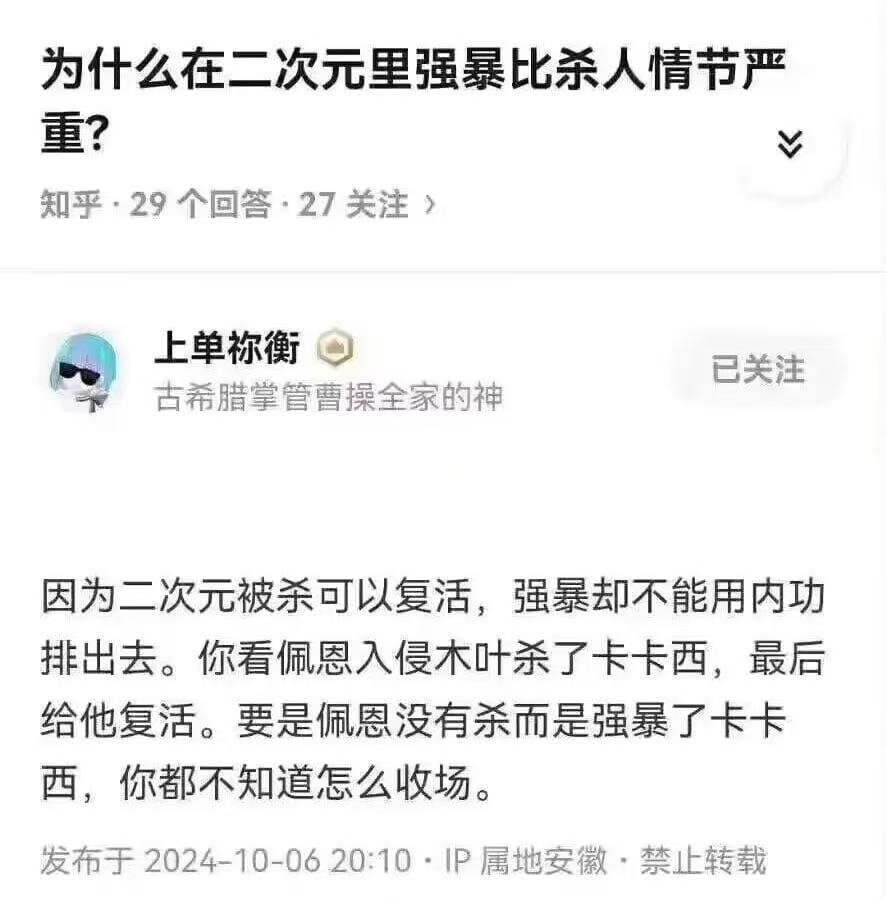 为什么在二次元里强暴比杀人情节严
重?
知乎 · 29 个回答 · 27 关注 >
上单祢衡
已关注
古希腊掌管曹操全家的神
因为二次元被杀可以复活，强暴却不能用内功
排出去。你看佩恩入侵木叶杀了卡卡西，最后
给他复活。要是佩恩没有杀而是强暴了卡卡
西，你都不知道怎么收场。
发布于 2024-10-06 20:10 · IP 属地安徽 · 禁止转载